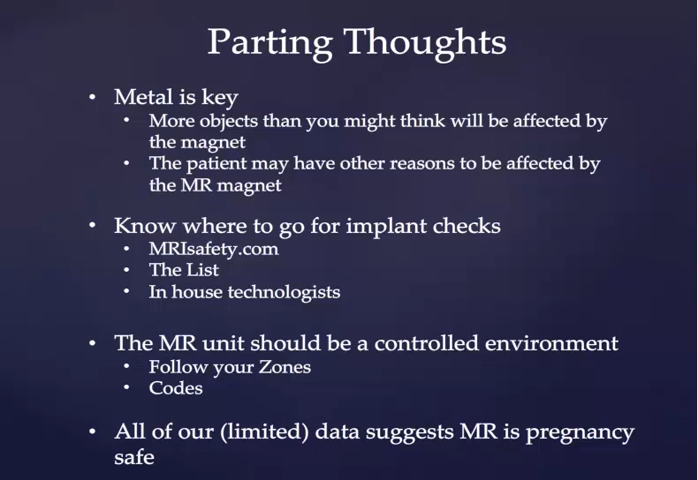 Parting Thoughts
• Metal is key
• More objects than you might think will be affected by
the magnet
• The patient may have other reasons to be affected by
the MR magnet
• Know where to go for implant checks
• MRIsafety.com
• The List
• In house technologists
• The MR unit should be a controlled environment
• Follow your Zones
• Codes
• All of our (limited) data suggests MR is pregnancy
safe